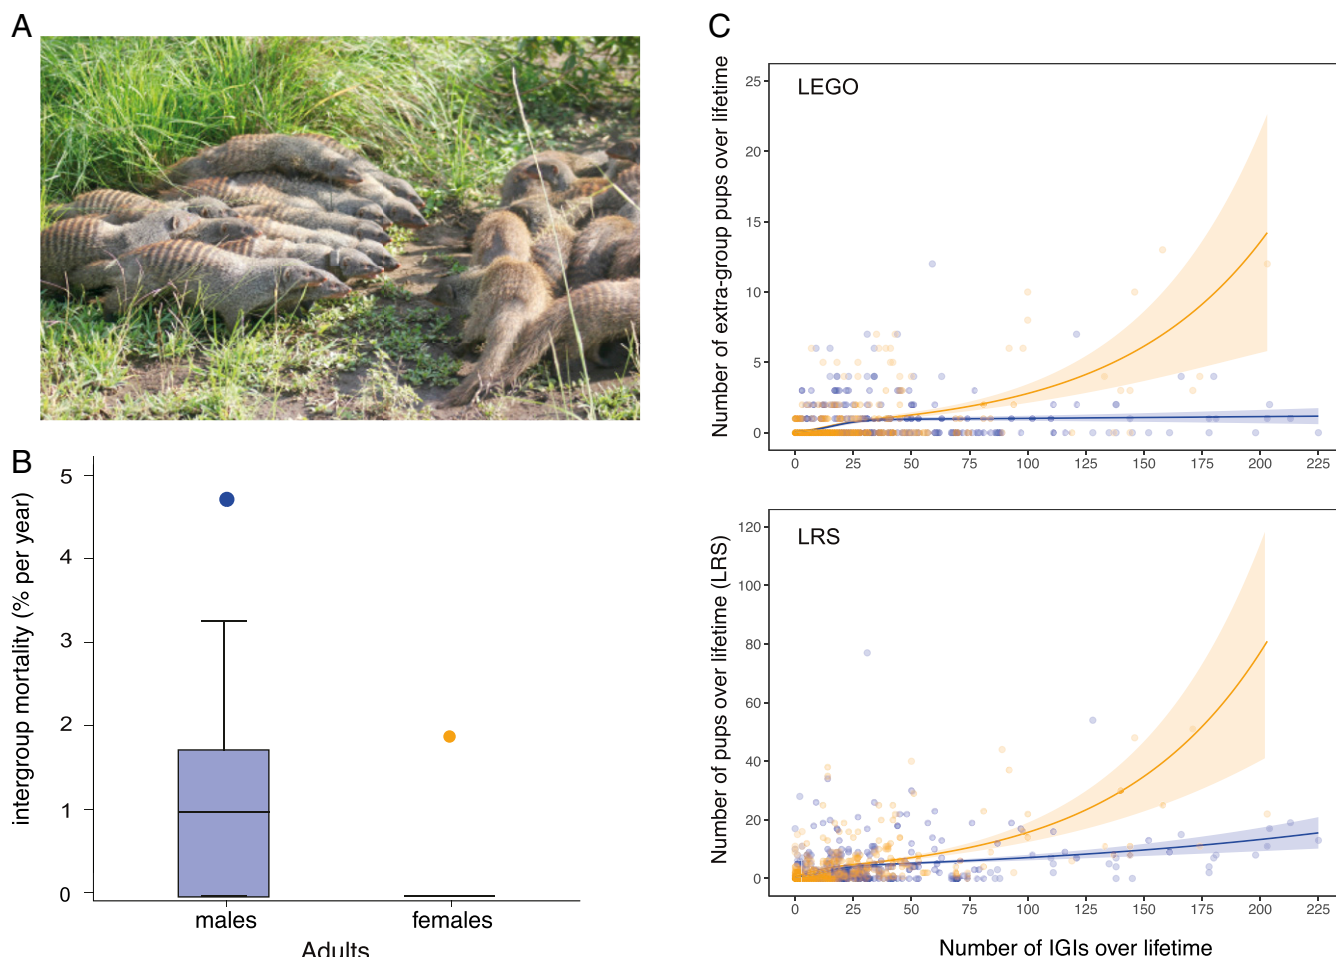 A
B
intergroup mortality (% per year)
5
4
3
2
1
0
males
females
Adults
C
LEGO
Number of extra-group pups over lifetime
25
20
15
10
5
0
0 25 50 75 100 125 150 175 200 225
LRS
Number of pups over lifetime (LRS)
120
100
80
60
40
20
0
0 25 50 75 100 125 150 175 200 225
Number of IGIs over lifetime